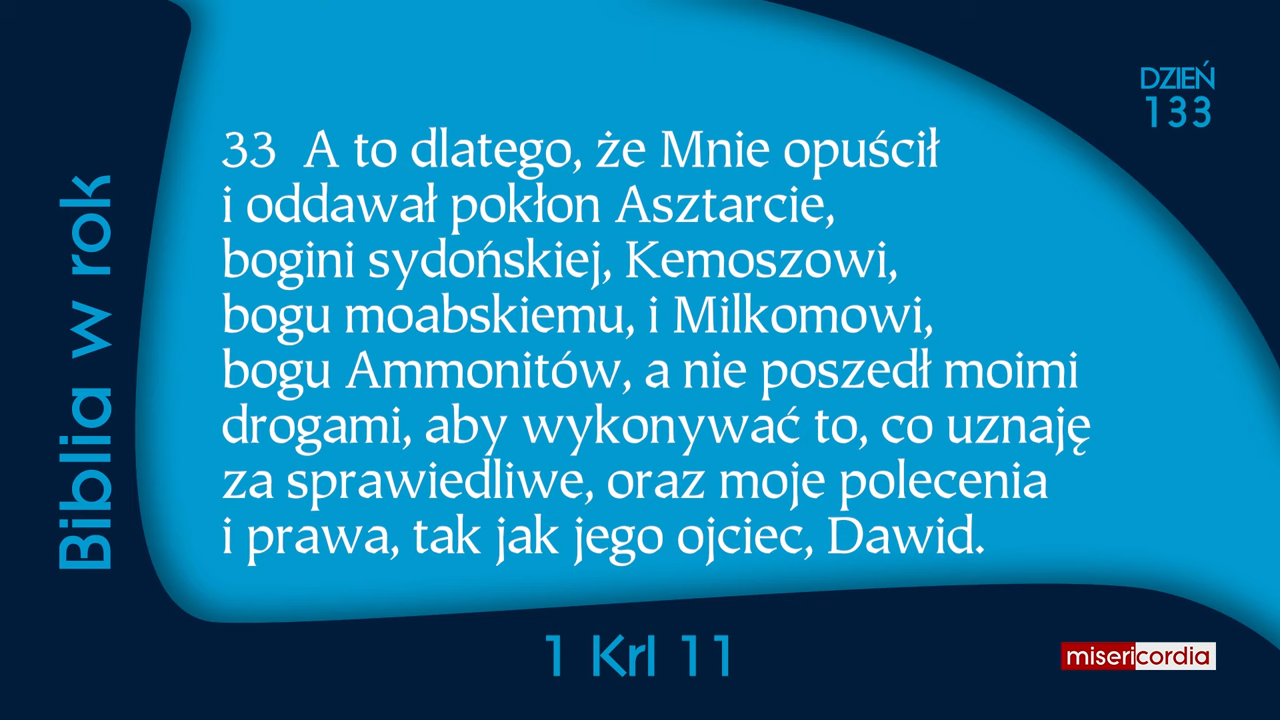 DZIEŃ
133
33 A to dlatego, że Mnie opuścił
i oddawał pokłon Asztarcie,
bogini sydońskiej, Kemoszowi,
bogu moabskiemu, i Milkomowi,
bogu Ammonitów, a nie poszedł moimi
drogami, aby wykonywać to, co uznaję
za sprawiedliwe, oraz moje polecenia
i prawa, tak jak jego ojciec, Dawid.
Biblia w rok
1 Krl 11
misericordia